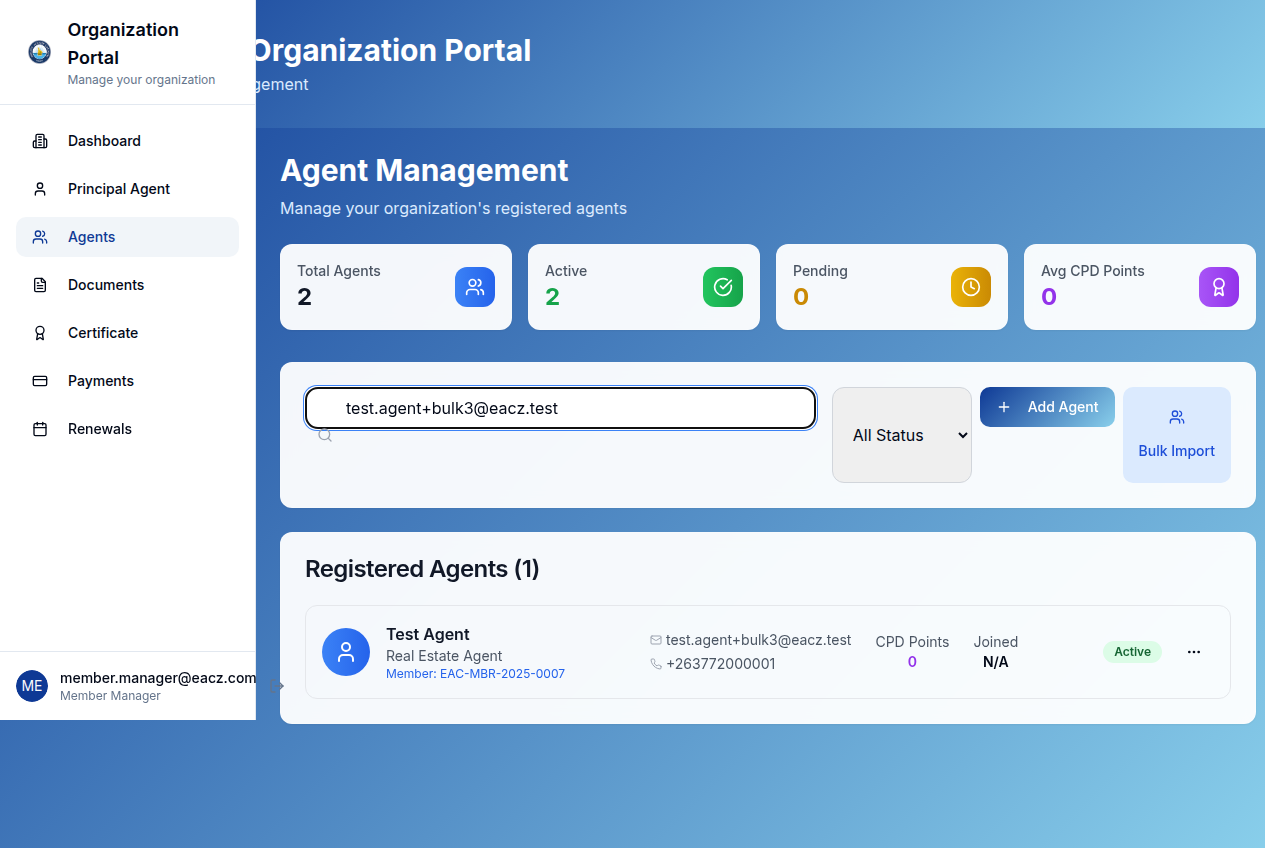 Organization
Portal
Manage your organization
Dashboard
Principal Agent
Agents
Documents
Certificate
Payments
Renewals
ME
member.manager@eacz.com
Member Manager
Organization Portal
gement
Agent Management
Manage your organization's registered agents
Total Agents
2
Active
2
Pending
0
Avg CPD Points
0
test.agent+bulk3@eacz.test
All Status
Add Agent
Bulk Import
Registered Agents (1)
Test Agent
Real Estate Agent
Member: EAC-MBR-2025-0007
test.agent+bulk3@eacz.test
+263772000001
CPD Points
0
Joined
N/A
Active